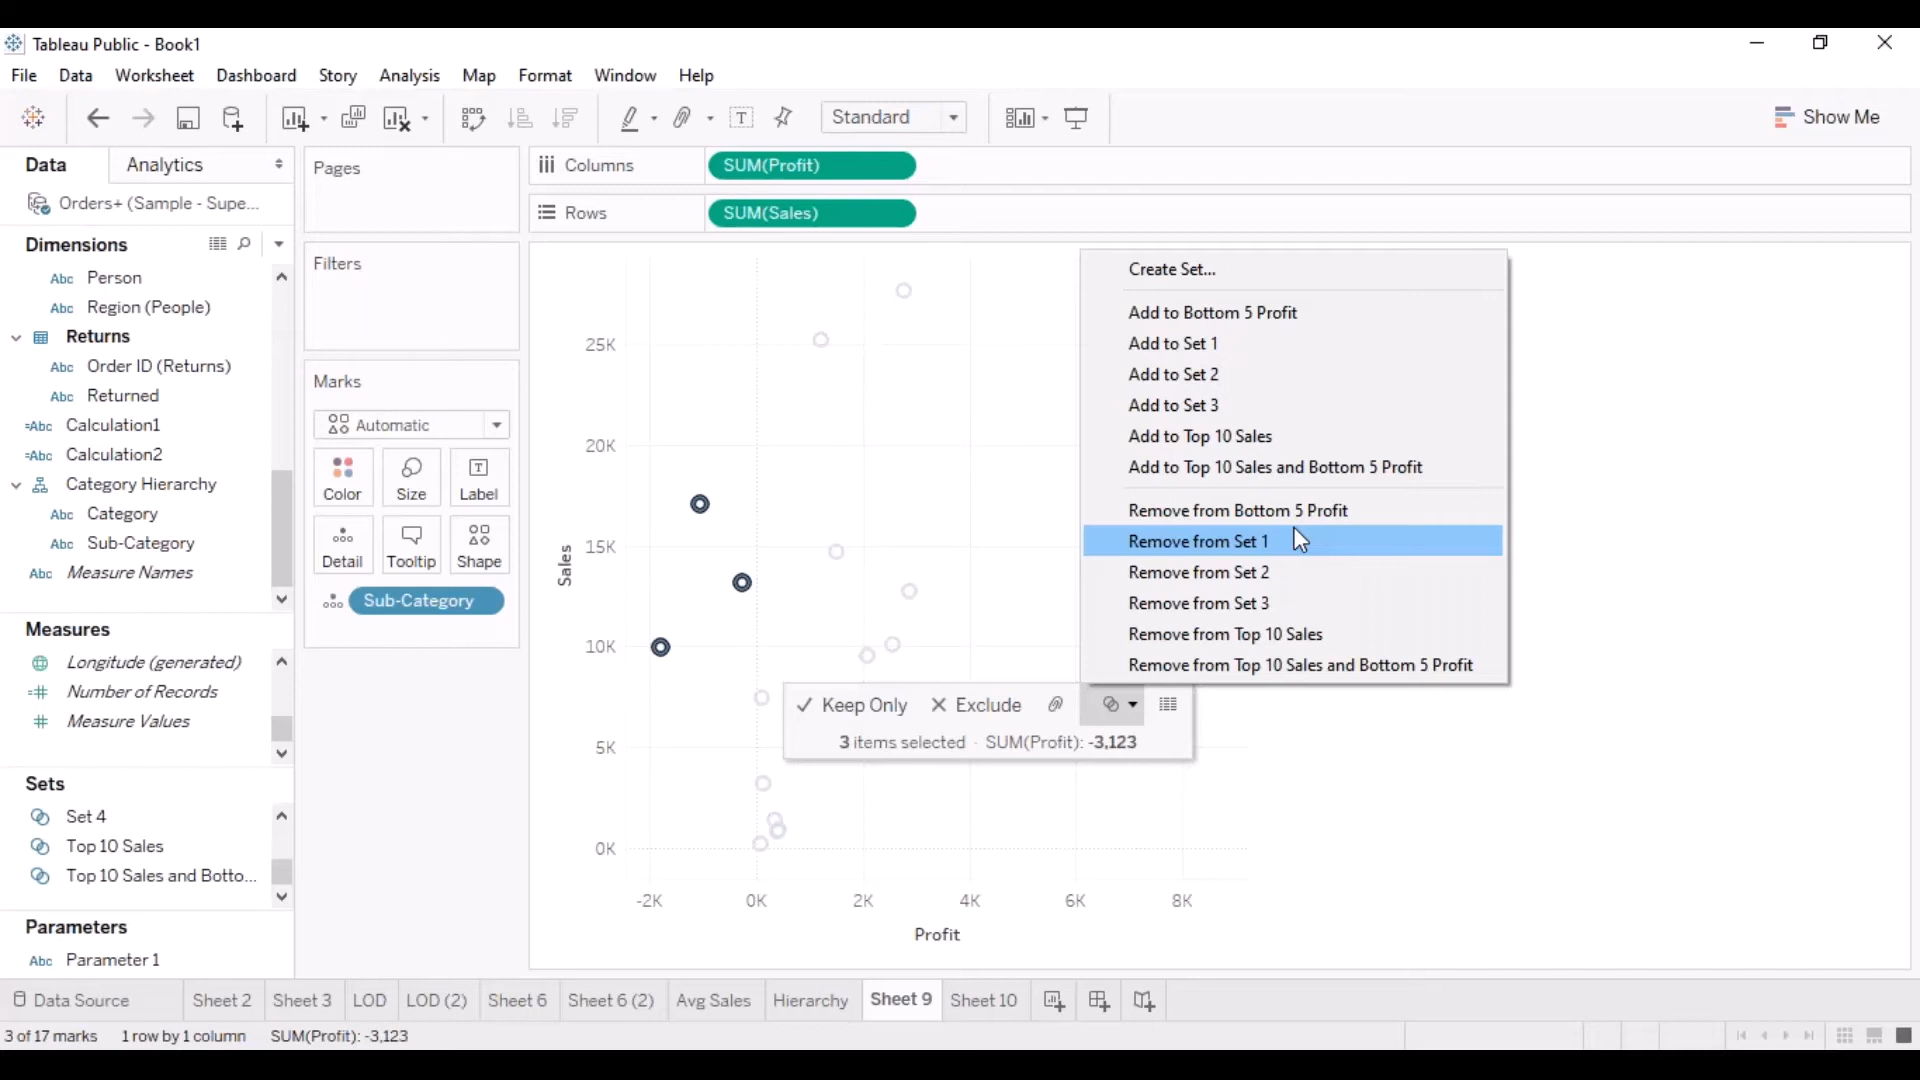 Tableau Public - Book1
File Data Worksheet Dashboard Story Analysis Map Format Window Help
Standard
Show Me
Data
Analytics
Orders+ (Sample - Supe...
Dimensions
Abc Person
Abc Region (People)
Returns
Abc Order ID (Returns)
Abc Returned
=Abc Calculation1
=Abc Calculation2
Category Hierarchy
Abc Category
Abc Sub-Category
Abc Measure Names
Measures
Longitude (generated)
=# Number of Records
# Measure Values
Sets
Set 4
Top 10 Sales
Top 10 Sales and Botto...
Parameters
Abc Parameter 1
Pages
Filters
Marks
Automatic
Color
Size
Label
Detail
Tooltip
Shape
Sub-Category
Columns
SUM(Profit)
Rows
SUM(Sales)
25K
20K
15K
10K
5K
0K
Sales
-2K
0K
2K
4K
6K
8K
Profit
Create Set...
Add to Bottom 5 Profit
Add to Set 1
Add to Set 2
Add to Set 3
Add to Top 10 Sales
Add to Top 10 Sales and Bottom 5 Profit
Remove from Bottom 5 Profit
Remove from Set 1
Remove from Set 2
Remove from Set 3
Remove from Top 10 Sales
Remove from Top 10 Sales and Bottom 5 Profit
Keep Only
Exclude
3 items selected · SUM(Profit): -3,123
Data Source
Sheet 2
Sheet 3
LOD
LOD (2)
Sheet 6
Sheet 6 (2)
Avg Sales
Hierarchy
Sheet 9
Sheet 10
3 of 17 marks
1 row by 1 column
SUM(Profit): -3,123